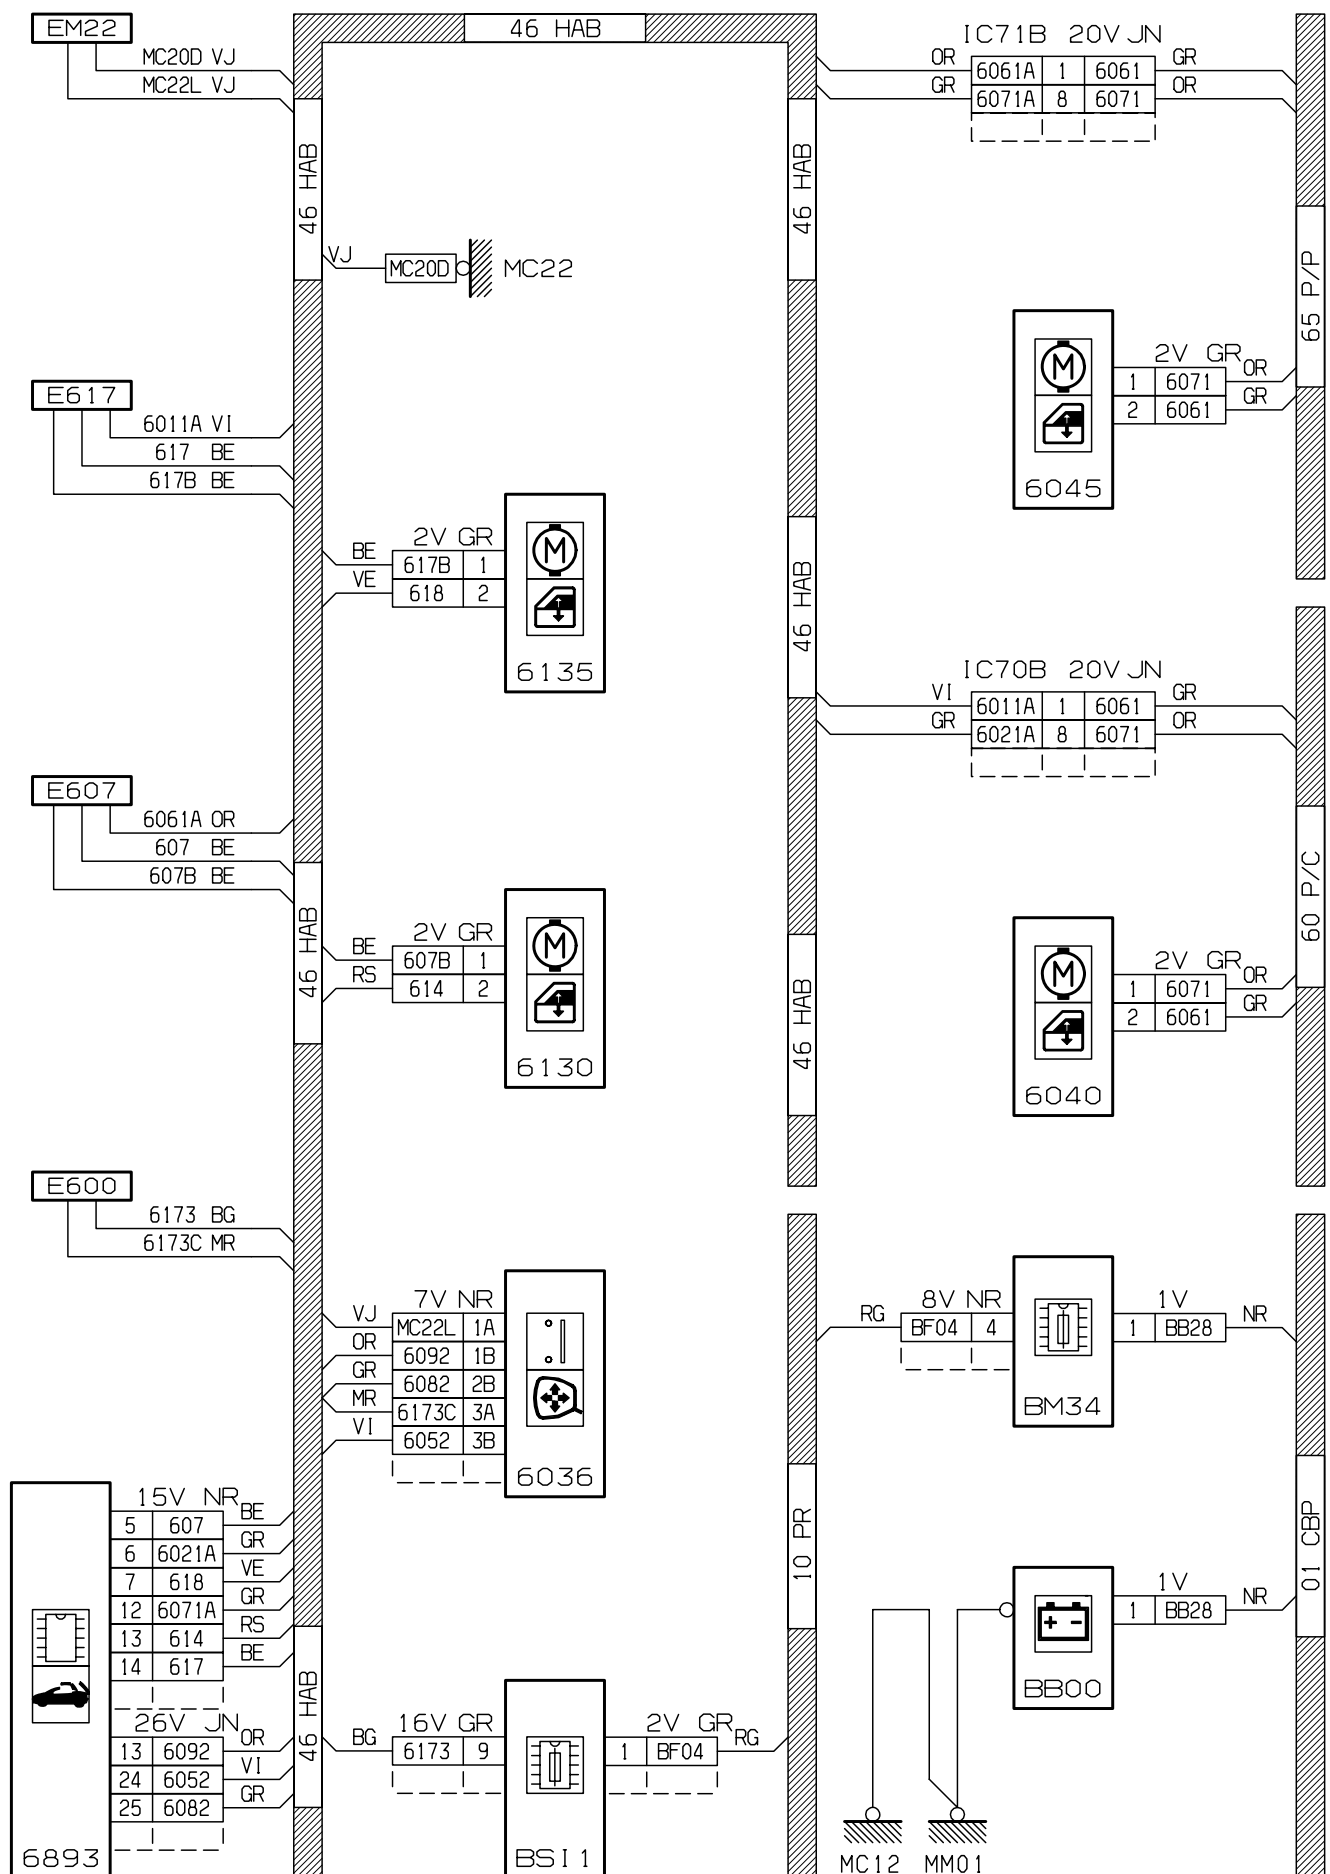 EM22
MC20D VJ
MC22L VJ
46 HAB
46 HAB
46 HAB
VJ
MC20D
MC22
IC71B 20V JN
OR 6061A 1 6061 GR
GR 6071A 8 6071 OR
65 P/P
2V GR
1 6071 OR
2 6061 GR
6045
E617
6011A VI
617 BE
617B BE
2V GR
BE 617B 1
VE 618 2
6135
46 HAB
IC70B 20V JN
VI 6011A 1 6061 GR
GR 6021A 8 6071 OR
E607
6061A OR
607 BE
607B BE
46 HAB
2V GR
BE 607B 1
RS 614 2
6130
46 HAB
60 P/C
2V GR
1 6071 OR
2 6061 GR
6040
E600
6173 BG
6173C MR
7V NR
VJ MC22L 1A
OR 6092 1B
GR 6082 2B
MR 6173C 3A
VI 6052 3B
6036
8V NR
RG BF04 4
1V
1 BB28 NR
BM34
15V NR
5 607 BE
6 6021A GR
7 618 VE
12 6071A GR
13 614 RS
14 617 BE
26V JN
13 6092 OR
24 6052 VI
25 6082 GR
6893
46 HAB
16V GR
BG 6173 9
2V GR
1 BF04 RG
BSI1
10 PR
01 CBP
1V
1 BB28 NR
+ -
BB00
MC12
MM01
M
M
M
M